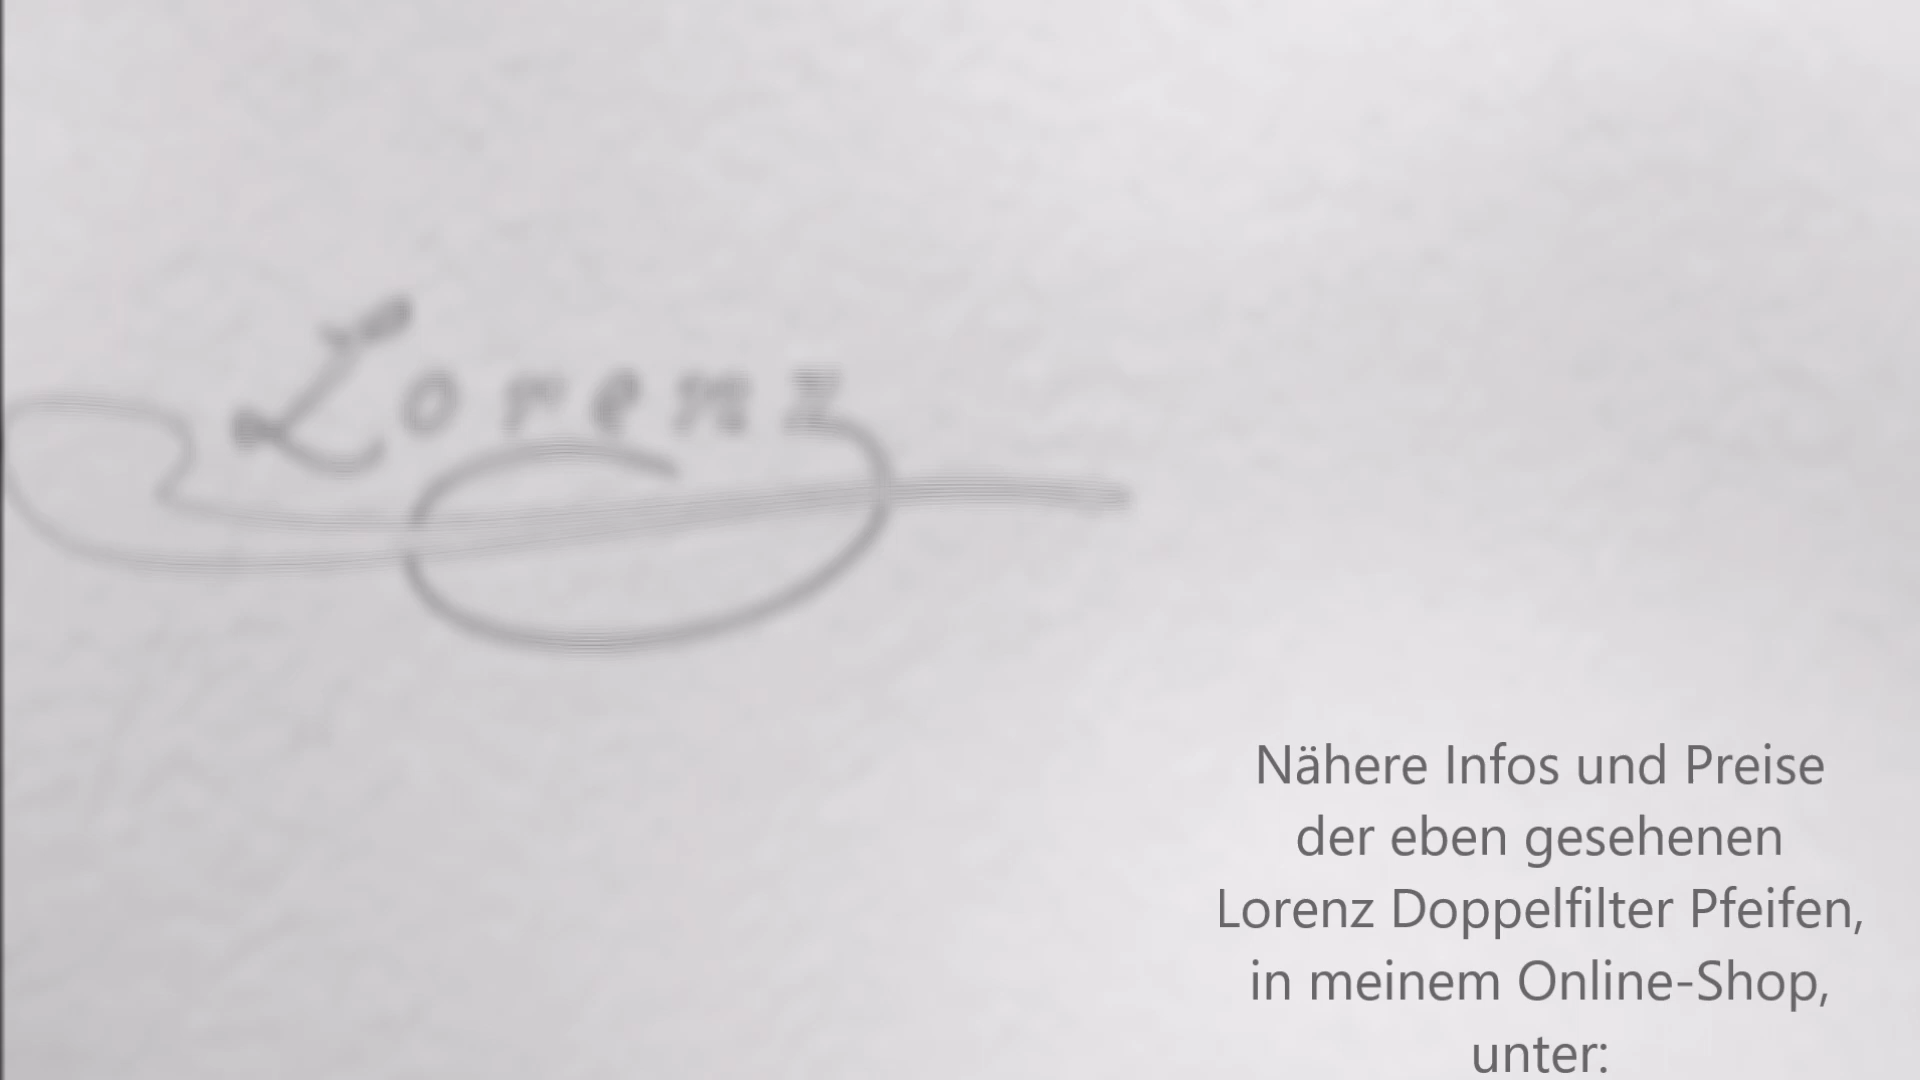 Lorenz
Nähere Infos und Preise
der eben gesehenen
Lorenz Doppelfilter Pfeifen,
in meinem Online-Shop,
unter: